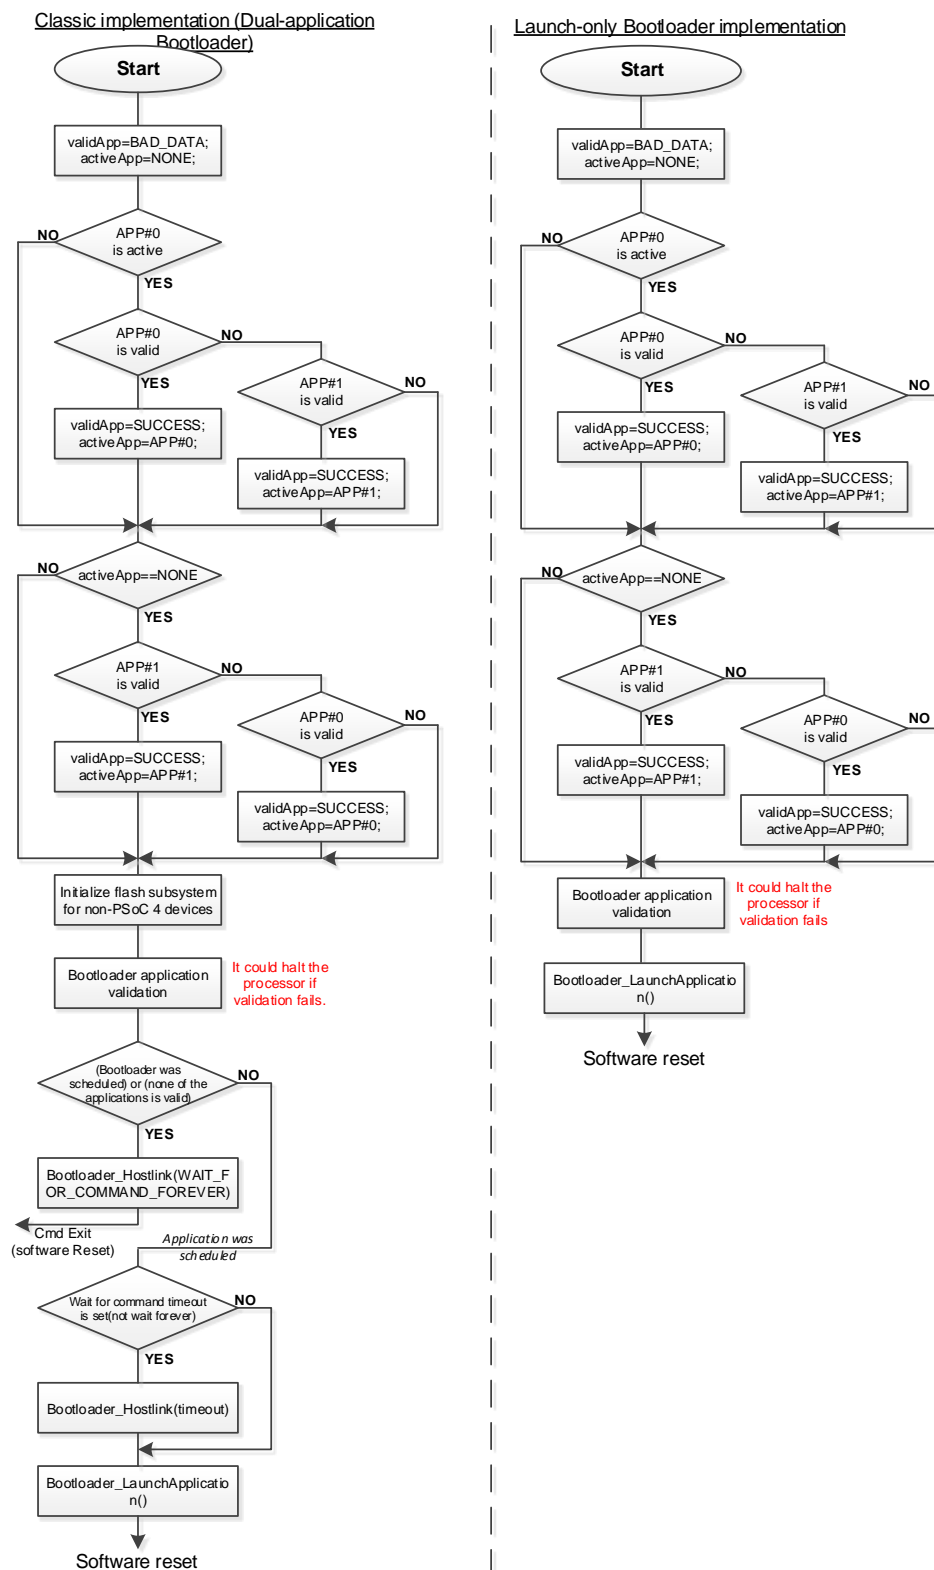 Classic implementation (Dual-application
Bootloader)
Start
validApp=BAD_DATA;
activeApp=NONE;
NO
APP#0
is active
YES
APP#0
is valid
NO
YES
APP#1
is valid
NO
YES
validApp=SUCCESS;
activeApp=APP#0;
validApp=SUCCESS;
activeApp=APP#1;
NO
activeApp==NONE
YES
APP#1
is valid
NO
YES
APP#0
is valid
NO
YES
validApp=SUCCESS;
activeApp=APP#1;
validApp=SUCCESS;
activeApp=APP#0;
Initialize flash subsystem
for non-PSoC 4 devices
Bootloader application
validation
It could halt the
processor if
validation fails.
(Bootloader was
scheduled) or (none of the
applications is valid)
NO
YES
Bootloader_Hostlink(WAIT_F
OR_COMMAND_FOREVER)
Cmd Exit
(software Reset)
Application was
scheduled
Wait for command timeout
is set(not wait forever)
NO
YES
Bootloader_Hostlink(timeout)
Bootloader_LaunchApplicatio
n()
Software reset
Launch-only Bootloader implementation
Start
validApp=BAD_DATA;
activeApp=NONE;
NO
APP#0
is active
YES
APP#0
is valid
NO
YES
APP#1
is valid
NO
YES
validApp=SUCCESS;
activeApp=APP#0;
validApp=SUCCESS;
activeApp=APP#1;
NO
activeApp==NONE
YES
APP#1
is valid
NO
YES
APP#0
is valid
NO
YES
validApp=SUCCESS;
activeApp=APP#1;
validApp=SUCCESS;
activeApp=APP#0;
Bootloader application
validation
It could halt the
processor if
validation fails
Bootloader_LaunchApplicatio
n()
Software reset